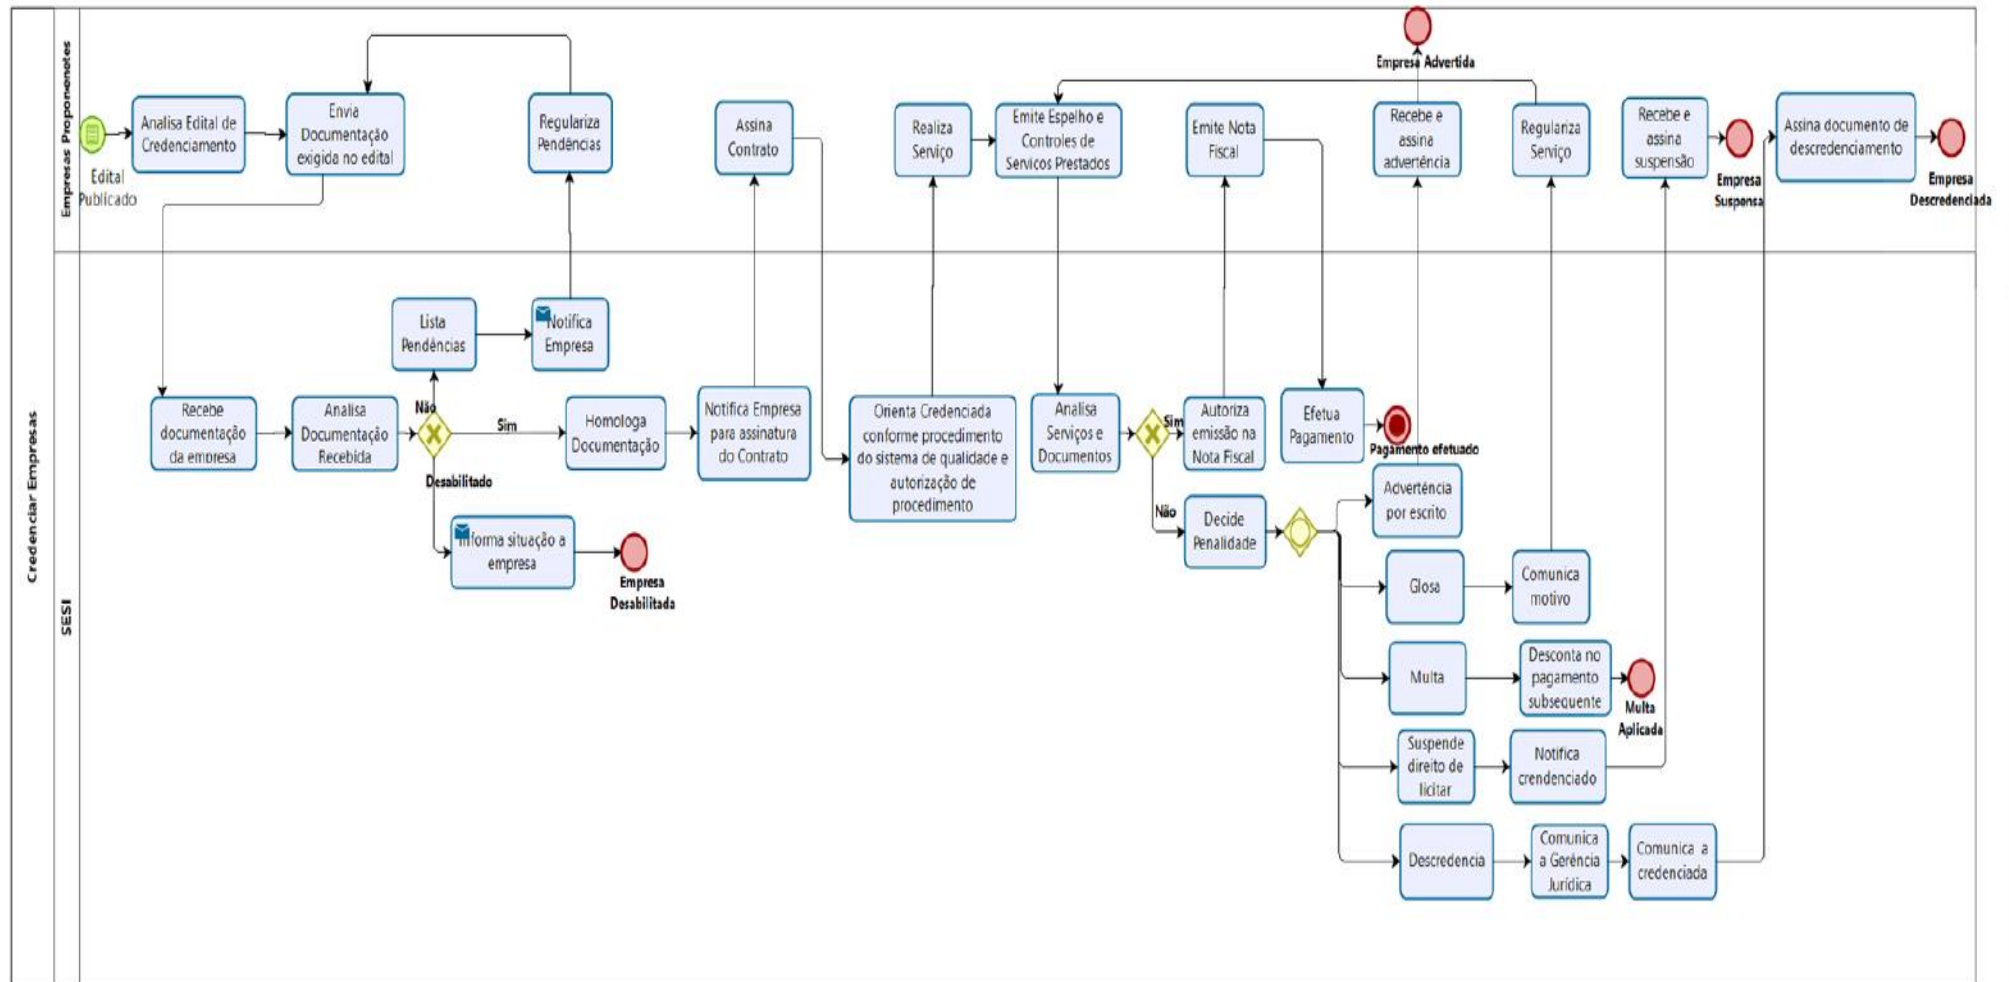 Credenciar Empresas
Empresas Proponenetes
Edital
Publicado
Analisa Edital de
Credenciamento
Envia
Documentação
exigida no edital
Regulariza
Pendências
Assina
Contrato
Realiza
Serviço
Emite Espelho e
Controles de
Serviços Prestados
Emite Nota
Fiscal
Empresa Advertida
Recebe e
assina
advertência
Regulariza
Serviço
Recebe e
assina
suspensão
Empresa
Suspensa
Assina documento de
descredenciamento
Empresa
Descredenciada
SESI
Lista
Pendências
Notifica
Empresa
Recebe
documentação
da empresa
Analisa
Documentação
Recebida
Não
Sim
Desabilitado
Homologa
Documentação
Notifica Empresa
para assinatura
do Contrato
Informa situação a
empresa
Empresa
Desabilitada
Orienta Credenciada
conforme procedimento
do sistema de qualidade e
autorização de
procedimento
Analisa
Serviços e
Documentos
Sim
Não
Autoriza
emissão na
Nota Fiscal
Efetua
Pagamento
Pagamento efetuado
Decide
Penalidade
Advertência
por escrito
Glosa
Comunica
motivo
Multa
Desconta no
pagamento
subsequente
Multa
Aplicada
Suspende
direito de
licitar
Notifica
crendenciado
Descredencia
Comunica
a Gerência
Jurídica
Comunica a
credenciada